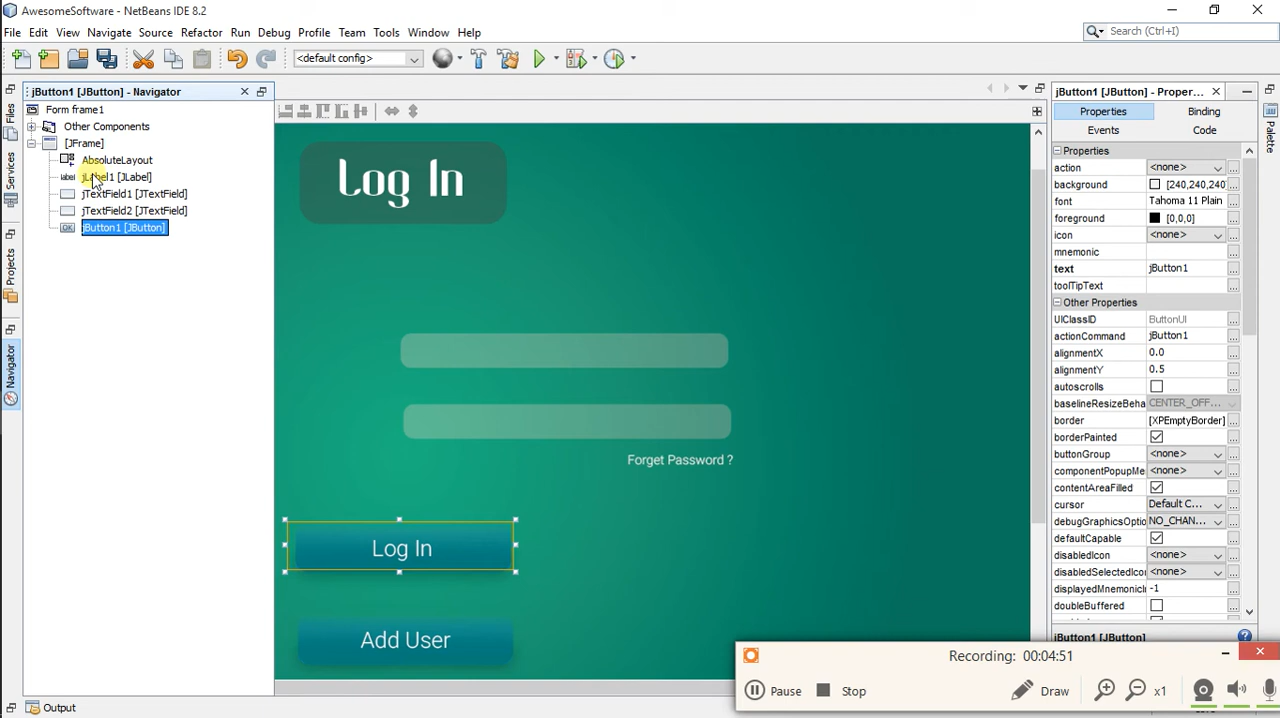 AwesomeSoftware - NetBeans IDE 8.2
File Edit View Navigate Source Refactor Run Debug Profile Team Tools Window Help
Search (Ctrl+I)
<default config>
jButton1 [JButton] - Navigator
Form frame1
Other Components
[JFrame]
AbsoluteLayout
jLabel1 [JLabel]
jTextField1 [JTextField]
jTextField2 [JTextField]
jButton1 [JButton]
Files
Services
Projects
Navigator
Log In
Forget Password ?
Log In
Add User
jButton1 [JButton] - Proper...
Properties Binding
Events Code
Properties
action <none>
background [240,240,240
font Tahoma 11 Plain
foreground [0,0,0]
icon <none>
mnemonic
text jButton1
toolTipText
Other Properties
UIClassID ButtonUI
actionCommand jButton1
alignmentX 0.0
alignmentY 0.5
autoscrolls
baselineResizeBeha CENTER_OFF...
border [XPEmptyBorder]
borderPainted
buttonGroup <none>
componentPopupMe <none>
contentAreaFilled
cursor Default C...
debugGraphicsOptio NO_CHAN...
defaultCapable
disabledIcon <none>
disabledSelectedIcon <none>
displayedMnemonicI -1
doubleBuffered
jButton1 [JButton]
Palette
Recording: 00:04:51
Pause Stop Draw x1
Output